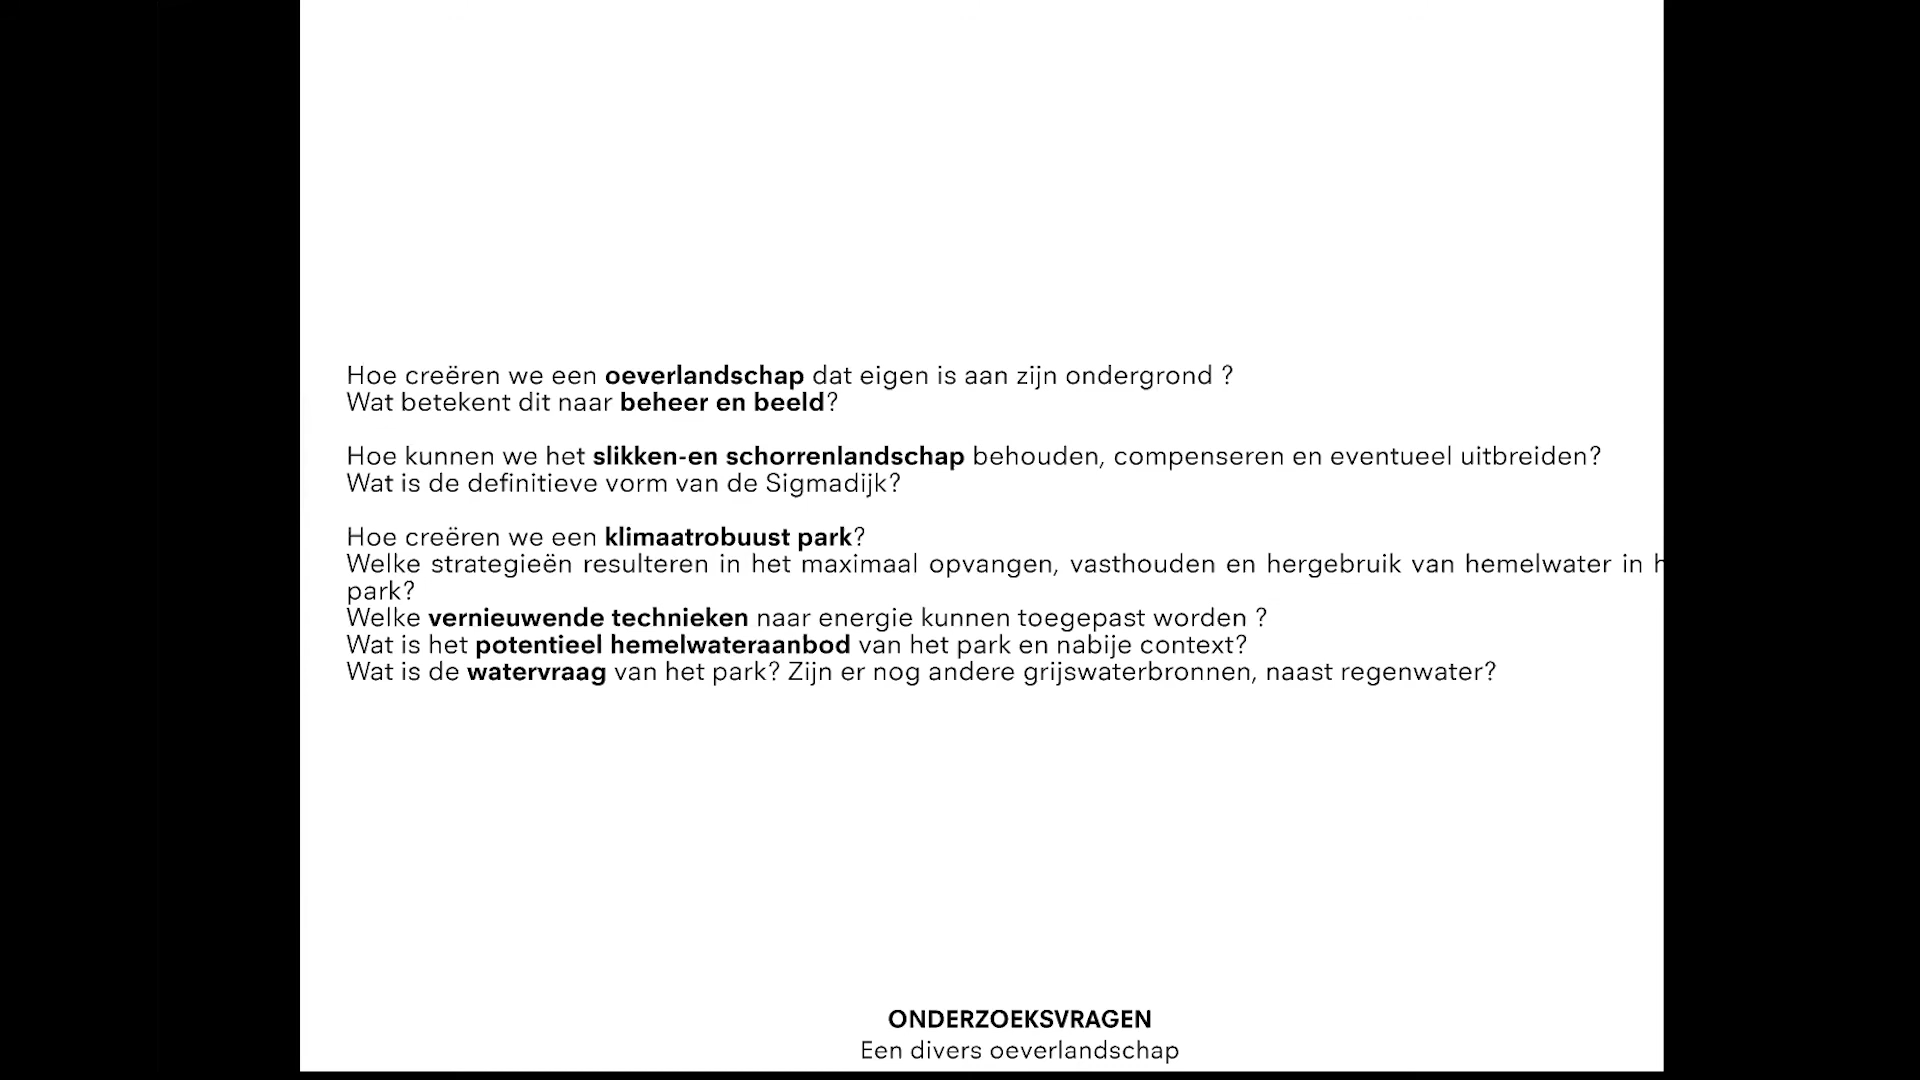 Hoe creëren we een oeverlandschap dat eigen is aan zijn ondergrond ?
Wat betekent dit naar beheer en beeld?
Hoe kunnen we het slikken-en schorrenlandschap behouden, compenseren en eventueel uitbreiden?
Wat is de definitieve vorm van de Sigmadijk?
Hoe creëren we een klimaatrobuust park?
Welke strategieën resulteren in het maximaal opvangen, vasthouden en hergebruik van hemelwater in
park?
Welke vernieuwende technieken naar energie kunnen toegepast worden ?
Wat is het potentieel hemelwateraanbod van het park en nabije context?
Wat is de watervraag van het park? Zijn er nog andere grijswaterbronnen, naast regenwater?
ONDERZOEKSVRAGEN
Een divers oeverlandschap